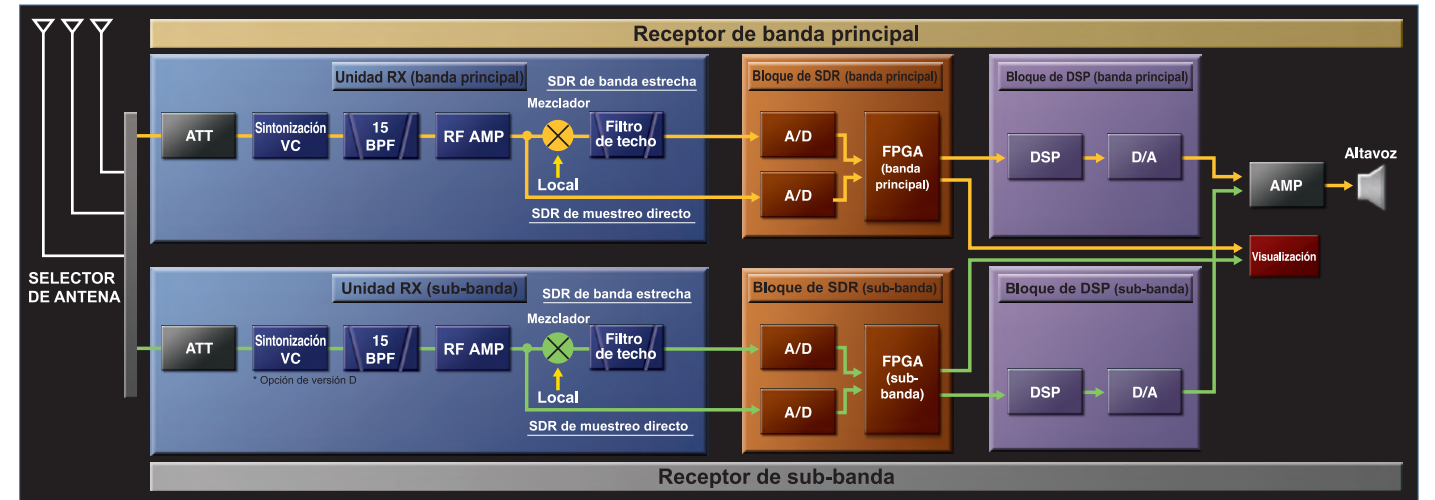 Receptor de banda principal
Unidad RX (banda principal)
SDR de banda estrecha
Mezclador
ATT
Sintonización
VC
15
BPF
RF AMP
Filtro
de techo
Local
SDR de muestreo directo
Bloque de SDR (banda principal)
A/D
A/D
FPGA
(banda
principal)
Bloque de DSP (banda principal)
DSP
D/A
AMP
Altavoz
Visualización
SELECTOR
DE ANTENA
Unidad RX (sub-banda)
SDR de banda estrecha
Mezclador
ATT
Sintonización
VC
* Opción de versión D
15
BPF
RF AMP
Filtro
de techo
Local
SDR de muestreo directo
Bloque de SDR (sub-banda)
A/D
A/D
FPGA
(sub-
banda)
Bloque de DSP (sub-banda)
DSP
D/A
Receptor de sub-banda